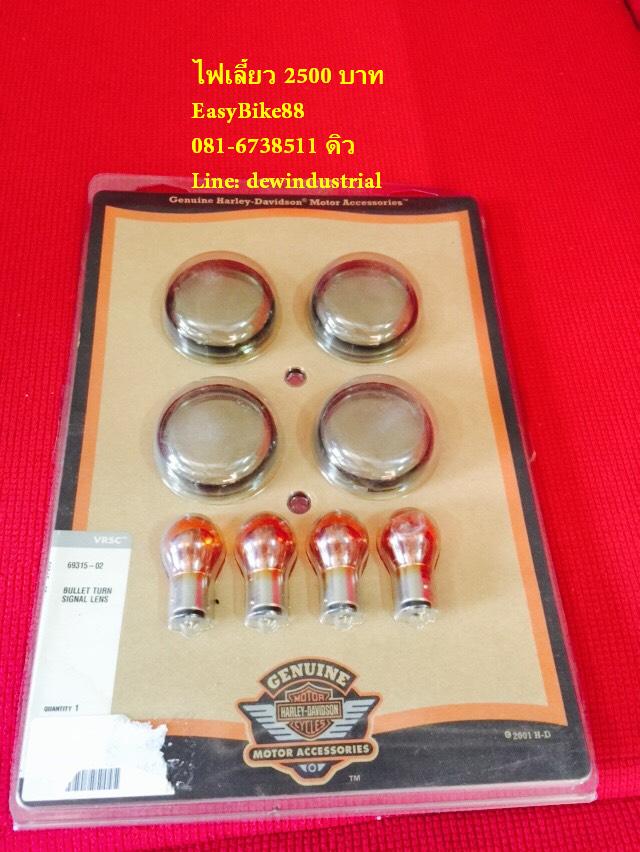 ไฟเลี้ยว 2500 บาท
EasyBike88
081-6738511 ดิว
Line: dewindustrial
Genuine Harley-Davidson® Motor Accessories™
VRSC™
69315-02
BULLET TURN
SIGNAL LENS
QUANTITY 1
GENUINE
MOTOR
HARLEY-DAVIDSON
CYCLES
MOTOR ACCESSORIES
™
© 2001 H-D